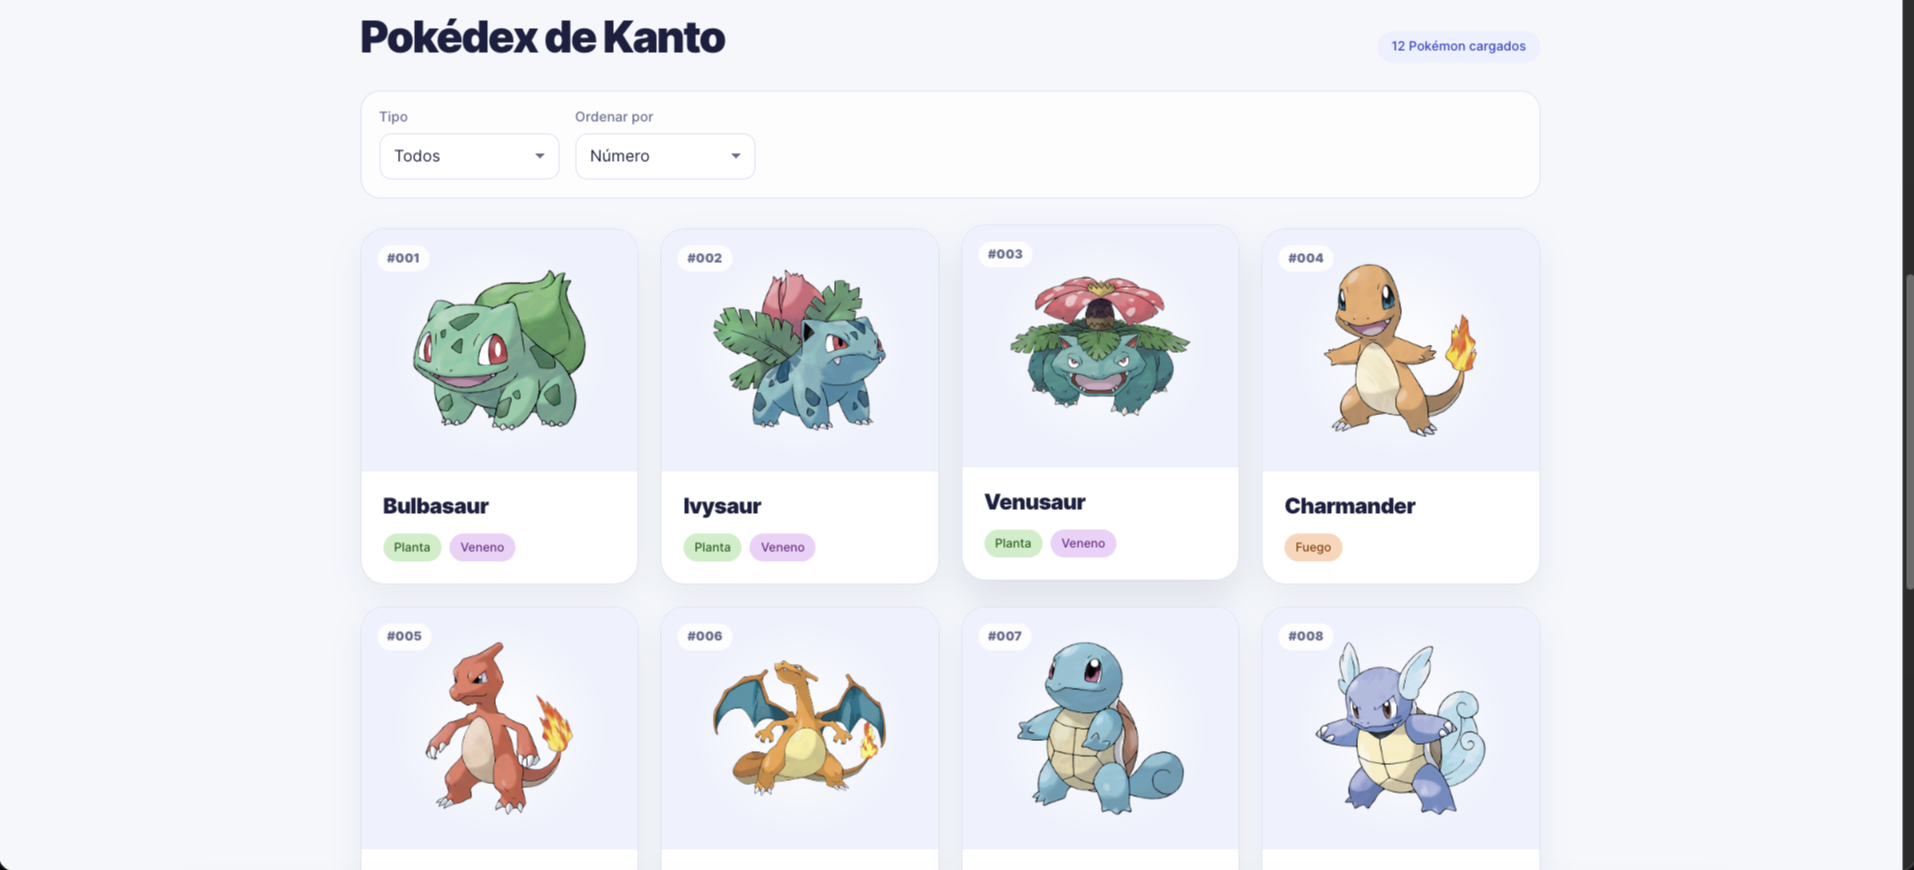 Pokédex de Kanto
12 Pokémon cargados
Tipo
Ordenar por
Todos
Número
#001
#002
#003
#004
Bulbasaur
Ivysaur
Venusaur
Charmander
Planta
Veneno
Planta
Veneno
Planta
Veneno
Fuego
#005
#006
#007
#008